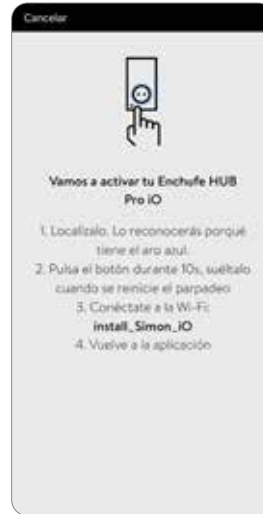 Cancelar
Vamos a activar tu Enchufe HUB
Pro iO
1. Localízalo. Lo reconocerás porqué
tiene el aro azul.
2. Pulsa el botón durante 10s, suéltalo
cuando se reinicie el parpadeo
3. Conéctate a la Wi-Fi:
install_Simon_iO
4. Vuelve a la aplicación